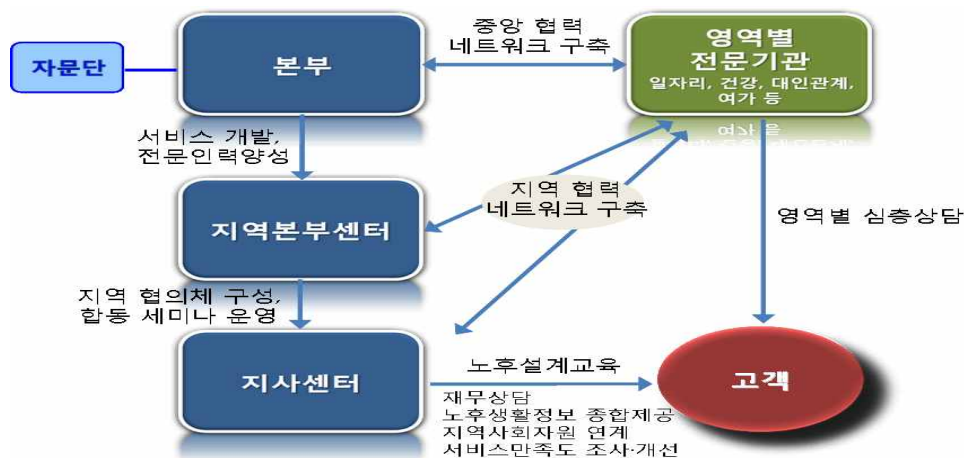 중앙 협력
네트워크 구축
자문단
본부
영역별
전문기관
일자리, 건강, 대인관계,
여가 등
서비스 개발,
전문인력양성
지역 협력
네트워크 구축
지역본부센터
영역별 심층상담
지역 협의체 구성,
합동 세미나 운영
지사센터
노후설계교육
고객
재무상담
노후생활정보 종합제공
지역사회자원 연계
서비스만족도 조사·개선